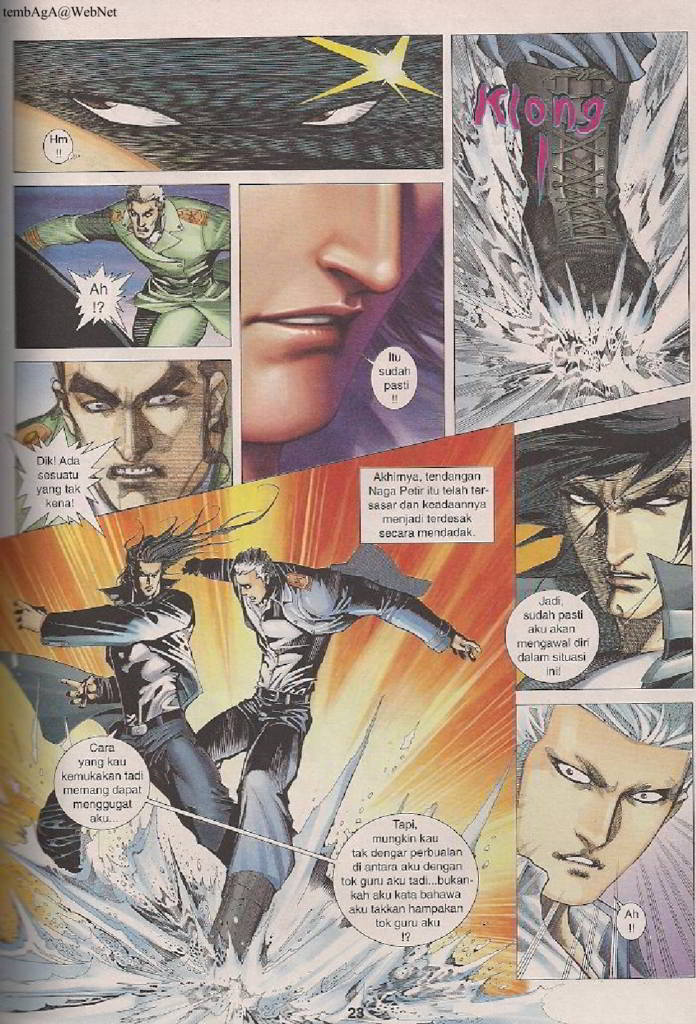 tembAgA@WebNet
Hm
!!
Klong
!
Ah
!?
Itu
sudah
pasti
!!
Dik! Ada
sesuatu
yang tak
kena!
Akhirnya, tendangan
Naga Petir itu telah ter-
sasar dan keadaannya
menjadi terdesak
secara mendadak.
Jadi,
sudah pasti
aku akan
mengawal diri
dalam situasi
ini!
Cara
yang kau
kemukakan tadi
memang dapat
menggugat
aku...
Tapi,
mungkin kau
tak dengar perbualan
di antara aku dengan
tok guru aku tadi...bukan-
kah aku kata bahawa
aku takkan hampakan
tok guru aku
!?
Ah
!!
23